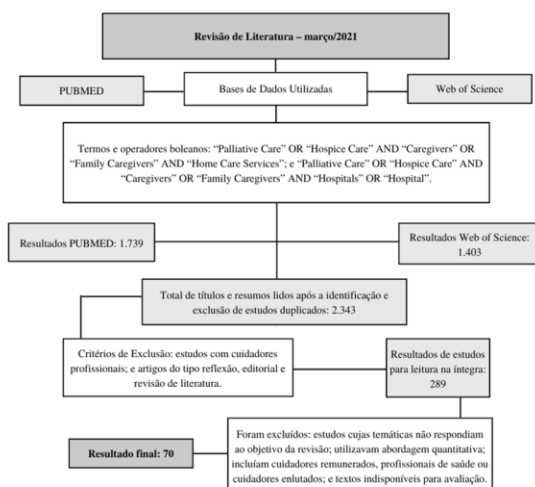 Revisão de Literatura – março/2021
PUBMED
Bases de Dados Utilizadas
Web of Science
Termos e operadores boleanos: “Palliative Care” OR “Hospice Care” AND “Caregivers” OR
“Family Caregivers” AND “Home Care Services”; e “Palliative Care” OR “Hospice Care” AND
“Caregivers” OR “Family Caregivers” AND “Hospitals” OR “Hospital”.
Resultados PUBMED: 1.739
Resultados Web of Science:
1.403
Total de títulos e resumos lidos após a identificação e
exclusão de estudos duplicados: 2.343
Critérios de Exclusão: estudos com cuidadores
profissionais; e artigos do tipo reflexão, editorial e
revisão de literatura.
Resultados de estudos
para leitura na íntegra:
289
Foram excluídos: estudos cujas temáticas não respondiam
ao objetivo da revisão; utilizavam abordagem quantitativa;
incluíam cuidadores remunerados, profissionais de saúde ou
cuidadores enlutados; e textos indisponíveis para avaliação.
Resultado final: 70